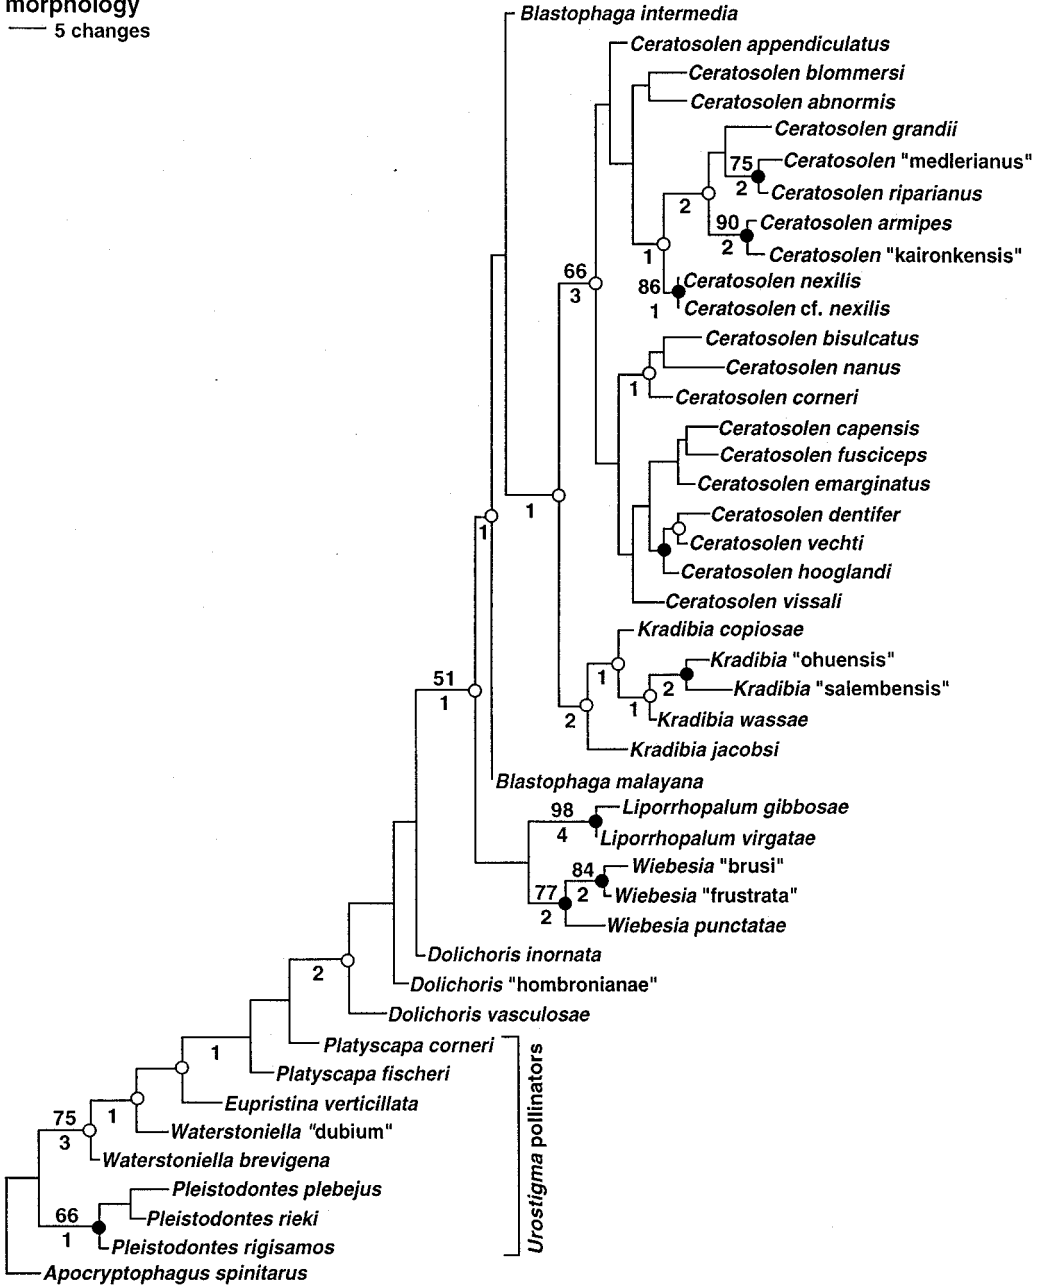 morphology
5 changes
Blastophaga intermedia
Ceratosolen appendiculatus
Ceratosolen blommersi
Ceratosolen abnormis
Ceratosolen grandii
75
Ceratosolen "medlerianus"
2
Ceratosolen riparianus
2
90
Ceratosolen armipes
2
Ceratosolen "kaironkensis"
1
66
3
86
Ceratosolen nexilis
1
Ceratosolen cf. nexilis
Ceratosolen bisulcatus
Ceratosolen nanus
1
Ceratosolen corneri
Ceratosolen capensis
Ceratosolen fusciceps
Ceratosolen emarginatus
1
Ceratosolen dentifer
1
Ceratosolen vechti
Ceratosolen hooglandi
Ceratosolen vissali
Kradibia copiosae
Kradibia "ohuensis"
1
51
1
2
Kradibia "salembensis"
1
2
Kradibia wassae
Kradibia jacobsi
Blastophaga malayana
98
Liporrhopalum gibbosae
4
Liporrhopalum virgatae
84
Wiebesia "brusi"
77
2
Wiebesia "frustrata"
2
Wiebesia punctatae
Dolichoris inornata
2
Dolichoris "hombronianae"
Dolichoris vasculosae
Platyscapa corneri
1
Platyscapa fischeri
Eupristina verticillata
75
1
Waterstoniella "dubium"
3
Waterstoniella brevigena
Pleistodontes plebejus
66
Pleistodontes rieki
1
Pleistodontes rigisamos
Apocryptophagus spinitarus
Urostigma pollinators